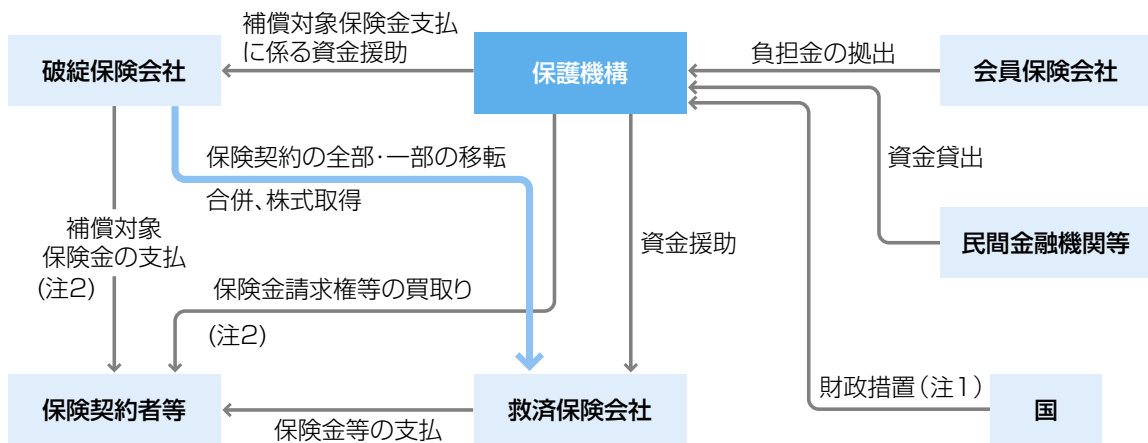 補償対象保険金支払
に係る資金援助
破綻保険会社
保護機構
負担金の拠出
会員保険会社
保険契約の全部･一部の移転
合併、株式取得
資金貸出
補償対象
保険金の支払
(注2)
資金援助
民間金融機関等
保険金請求権等の買取り
(注2)
保険契約者等
保険金等の支払
救済保険会社
財政措置(注1)
国